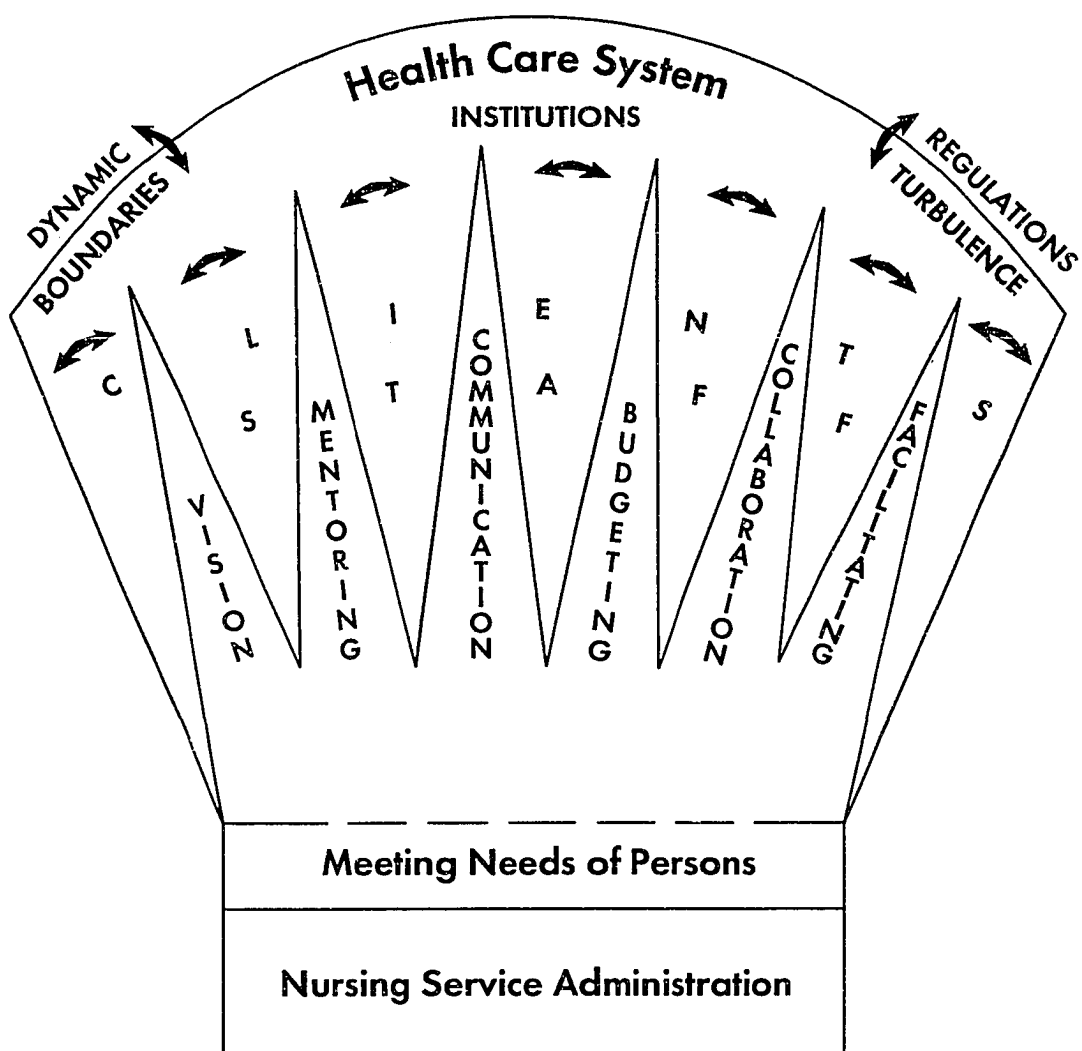 Health Care System
INSTITUTIONS
DYNAMIC
BOUNDARIES
REGULATIONS
TURBULENCE
C L I E N T S
S T A F F
VISION
MENTORING
COMMUNICATION
BUDGETING
COLLABORATION
FACILITATING
Meeting Needs of Persons
Nursing Service Administration